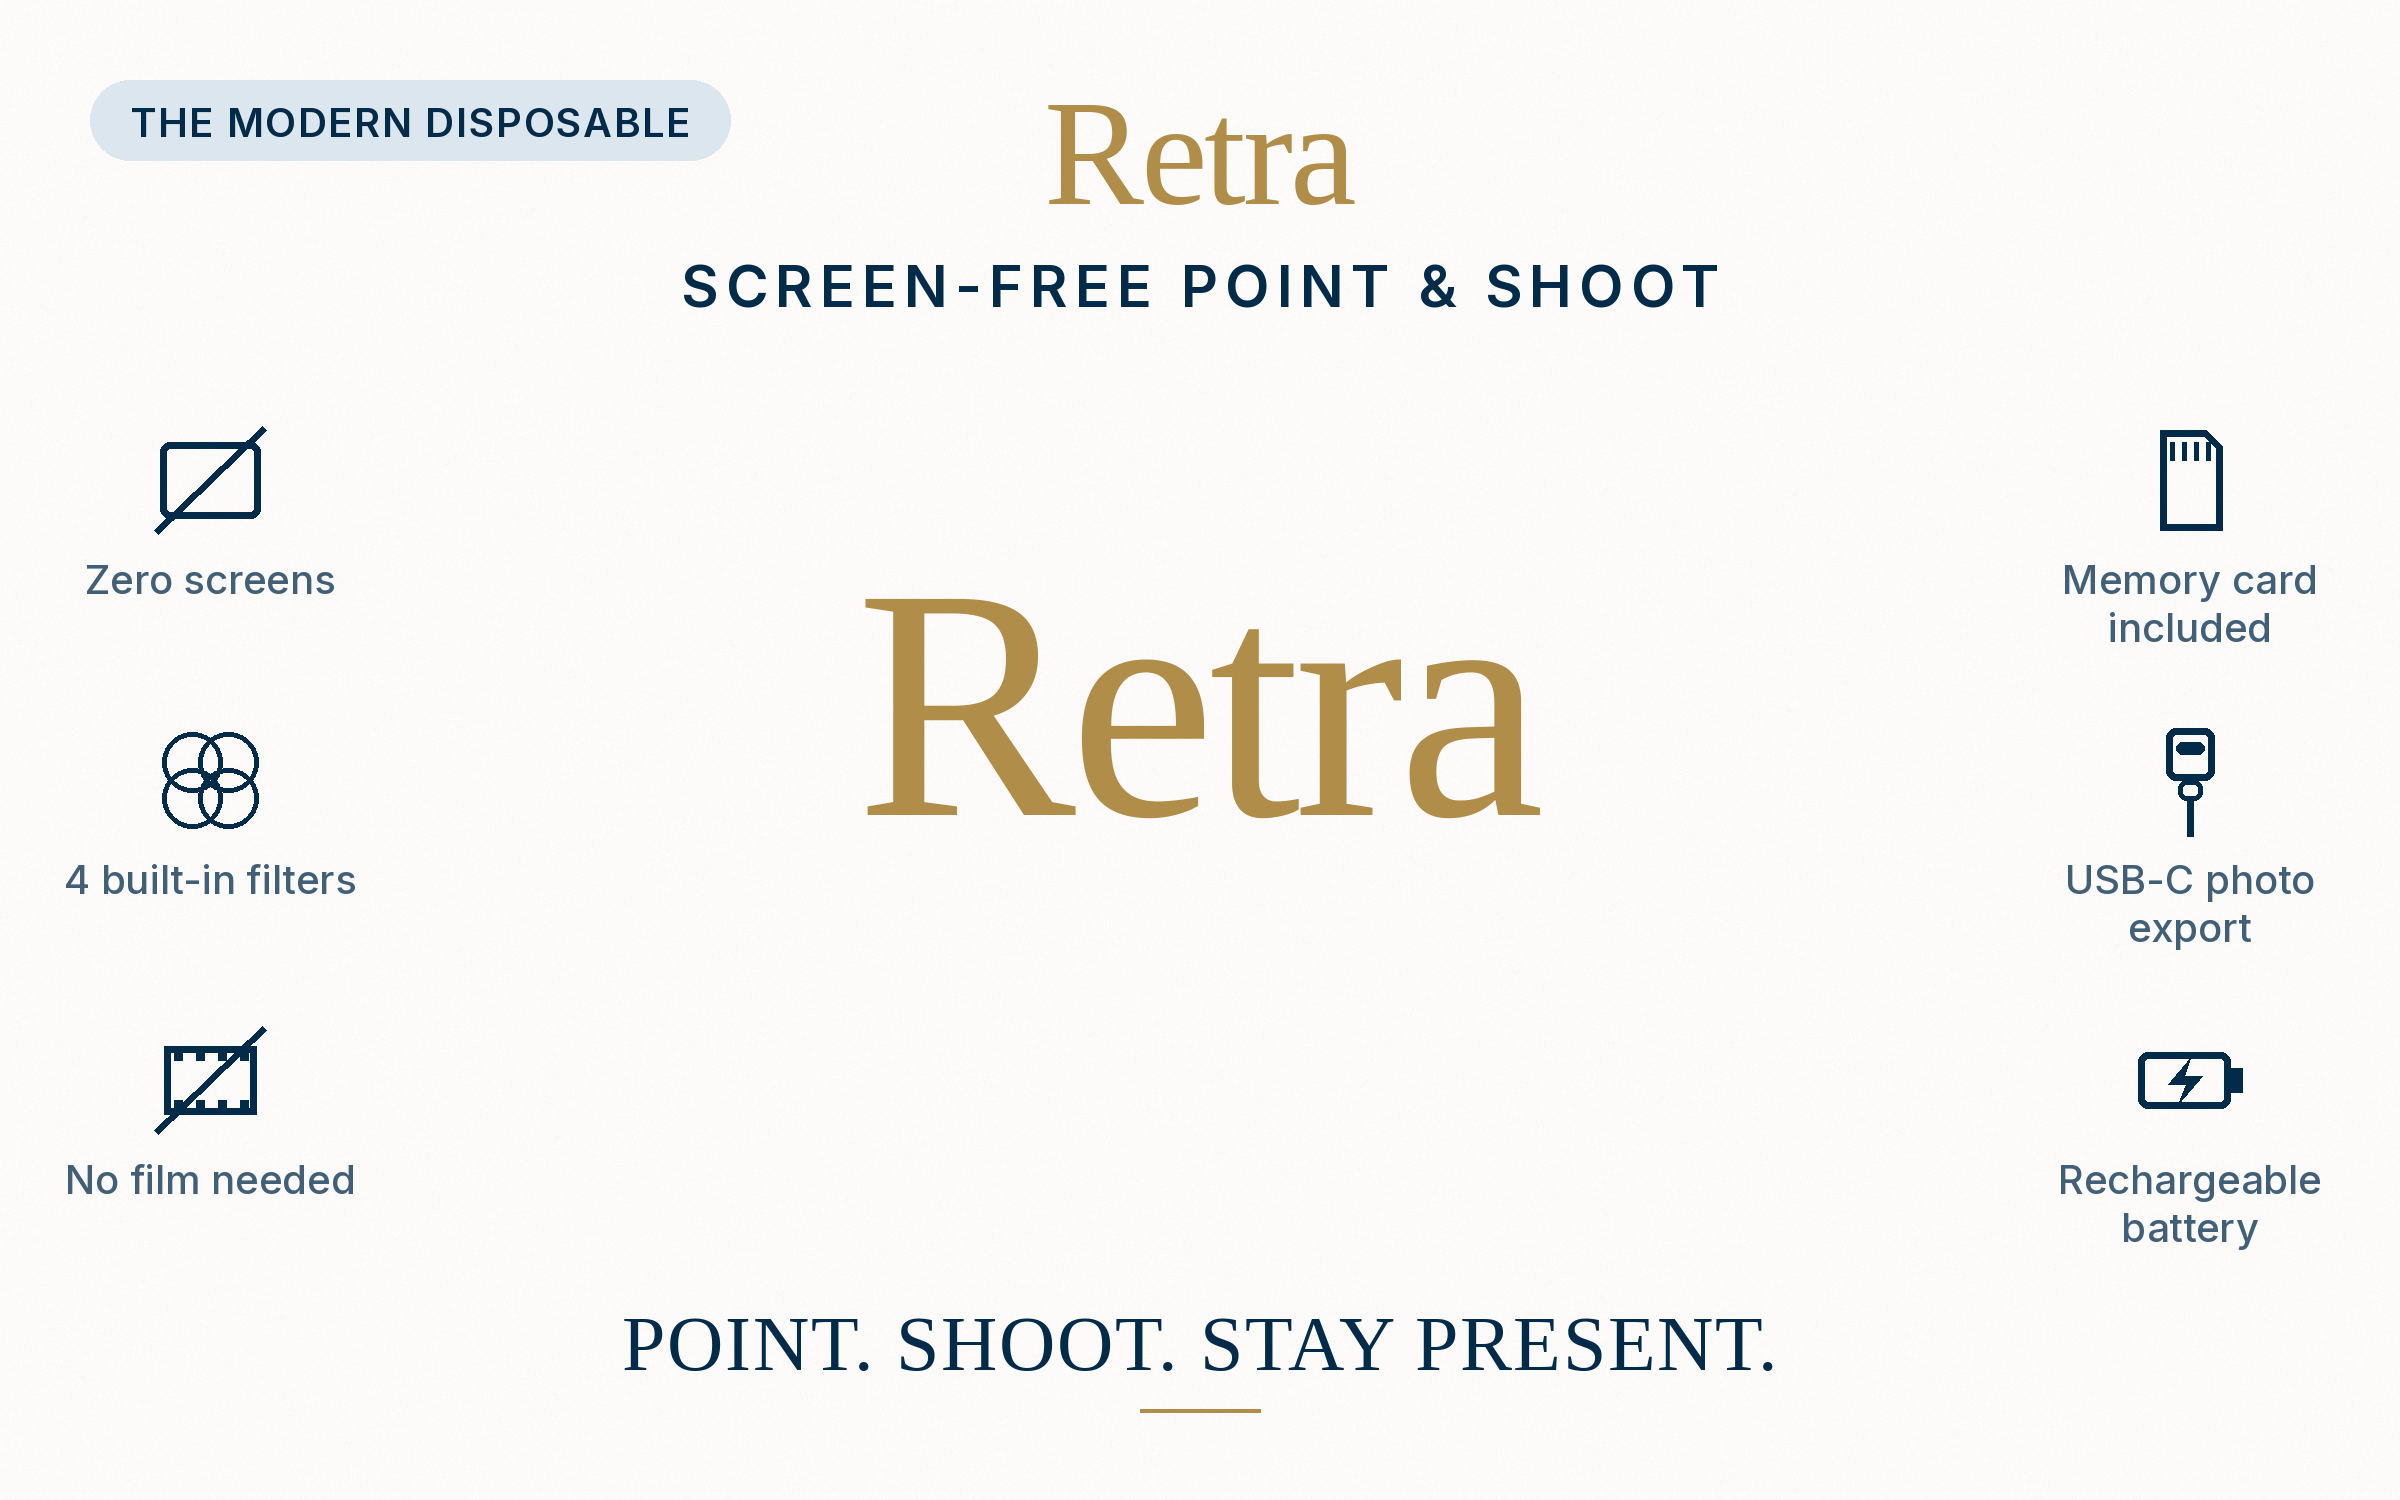 THE MODERN DISPOSABLE
Retra
SCREEN-FREE POINT & SHOOT
Zero screens
4 built-in filters
No film needed
Retra
Memory card
included
USB-C photo
export
Rechargeable
battery
POINT. SHOOT. STAY PRESENT.